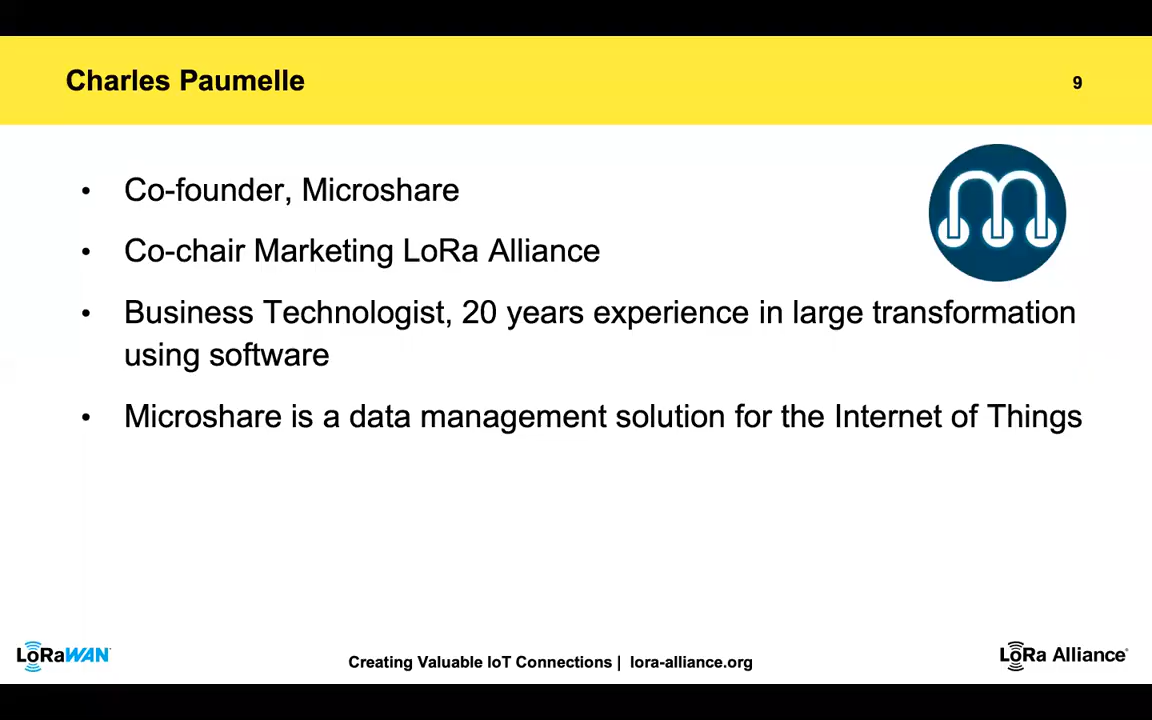 Charles Paumelle
9
• Co-founder, Microshare
• Co-chair Marketing LoRa Alliance
• Business Technologist, 20 years experience in large transformation
using software
• Microshare is a data management solution for the Internet of Things
LoRaWAN
Creating Valuable IoT Connections | lora-alliance.org
LoRa Alliance